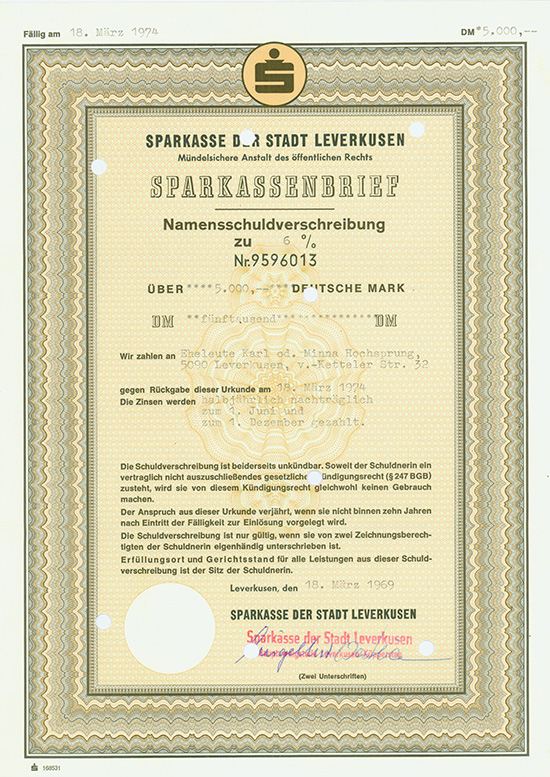 Fällig am 18. März 1974 DM *5.000,--
SPARKASSE DER STADT LEVERKUSEN
Mündelsichere Anstalt des öffentlichen Rechts
SPARKASSENBRIEF
Namensschuldverschreibung
zu 6 %
Nr. 9596013
ÜBER ****5.000,--*** DEUTSCHE MARK
DM **fünftausend*************** DM
Wir zahlen an Eheleute Karl od. Minna Rochsprung,
5090 Leverkusen, v.-Ketteler Str. 32
gegen Rückgabe dieser Urkunde am 18. März 1974
Die Zinsen werden halbjährlich nachträglich
zum 1. Juni und
zum 1. Dezember gezahlt.
Die Schuldverschreibung ist beiderseits unkündbar. Soweit der Schuldnerin ein
vertraglich nicht auszuschließendes gesetzliches Kündigungsrecht (§ 247 BGB)
zusteht, wird sie von diesem Kündigungsrecht gleichwohl keinen Gebrauch
machen.
Der Anspruch aus dieser Urkunde verjährt, wenn sie nicht binnen zehn Jahren
nach Eintritt der Fälligkeit zur Einlösung vorgelegt wird.
Die Schuldverschreibung ist nur gültig, wenn sie von zwei Zeichnungsberech-
tigten der Schuldnerin eigenhändig unterschrieben ist.
Erfüllungsort und Gerichtsstand für alle Leistungen aus dieser Schuld-
verschreibung ist der Sitz der Schuldnerin.
Leverkusen, den 18. März 1969
SPARKASSE DER STADT LEVERKUSEN
Sparkasse der Stadt Leverkusen
(Zwei Unterschriften)
168531